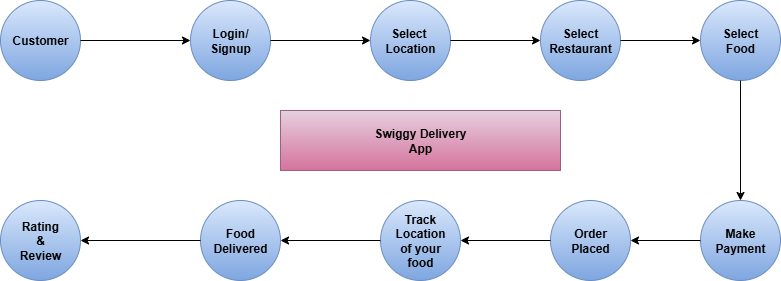 Customer
Login/
Signup
Select
Location
Select
Restaurant
Select
Food
Swiggy Delivery
App
Rating
&
Review
Food
Delivered
Track
Location
of your
food
Order
Placed
Make
Payment